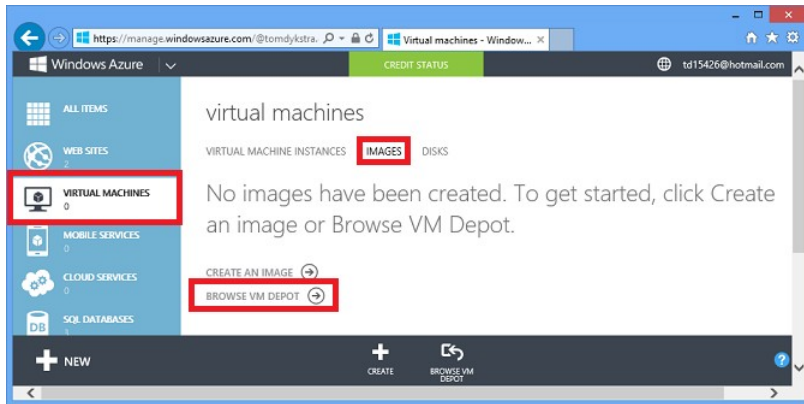 https://manage.windowsazure.com/@tomdykstra.
Virtual machines - Window...
Windows Azure
CREDIT STATUS
td15426@hotmail.com
ALL ITEMS
WEB SITES
2
VIRTUAL MACHINES
0
MOBILE SERVICES
0
CLOUD SERVICES
0
DB
SQL DATABASES
virtual machines
VIRTUAL MACHINE INSTANCES IMAGES DISKS
No images have been created. To get started, click Create
an image or Browse VM Depot.
CREATE AN IMAGE
BROWSE VM DEPOT
NEW
CREATE
BROWSE VM
DEPOT
?